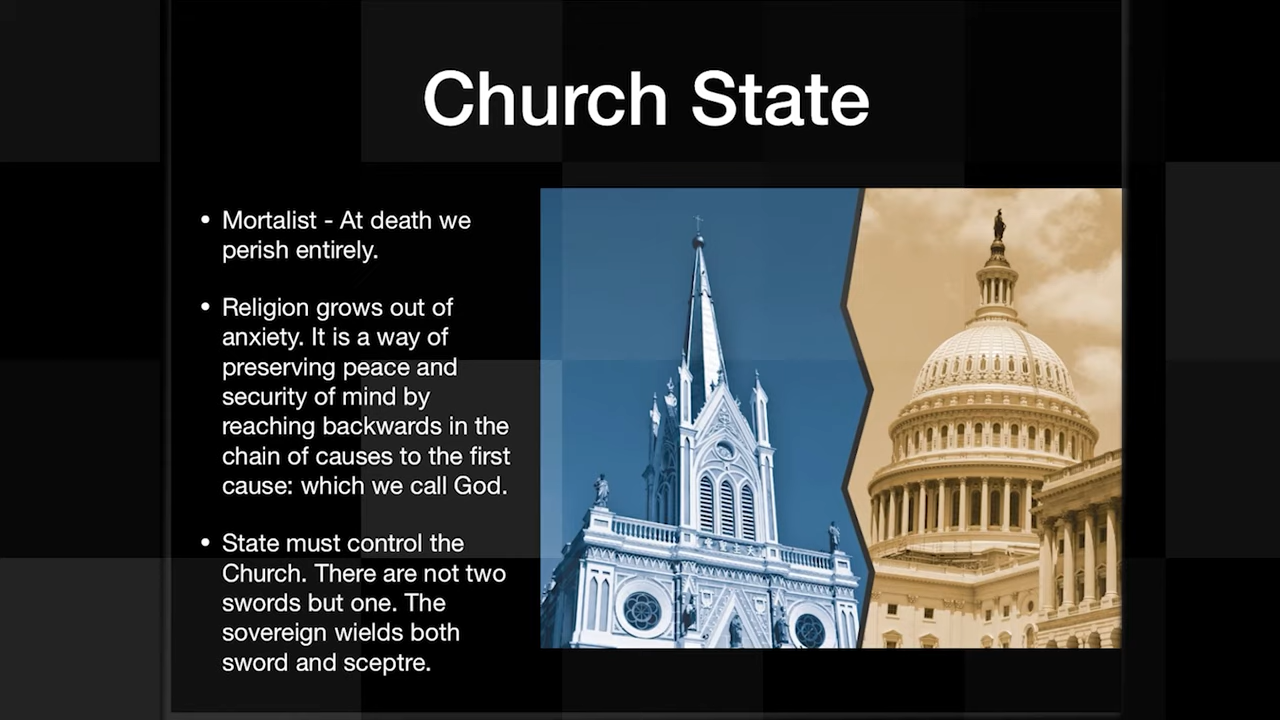 Church State
• Mortalist - At death we
perish entirely.
• Religion grows out of
anxiety. It is a way of
preserving peace and
security of mind by
reaching backwards in the
chain of causes to the first
cause: which we call God.
• State must control the
Church. There are not two
swords but one. The
sovereign wields both
sword and sceptre.